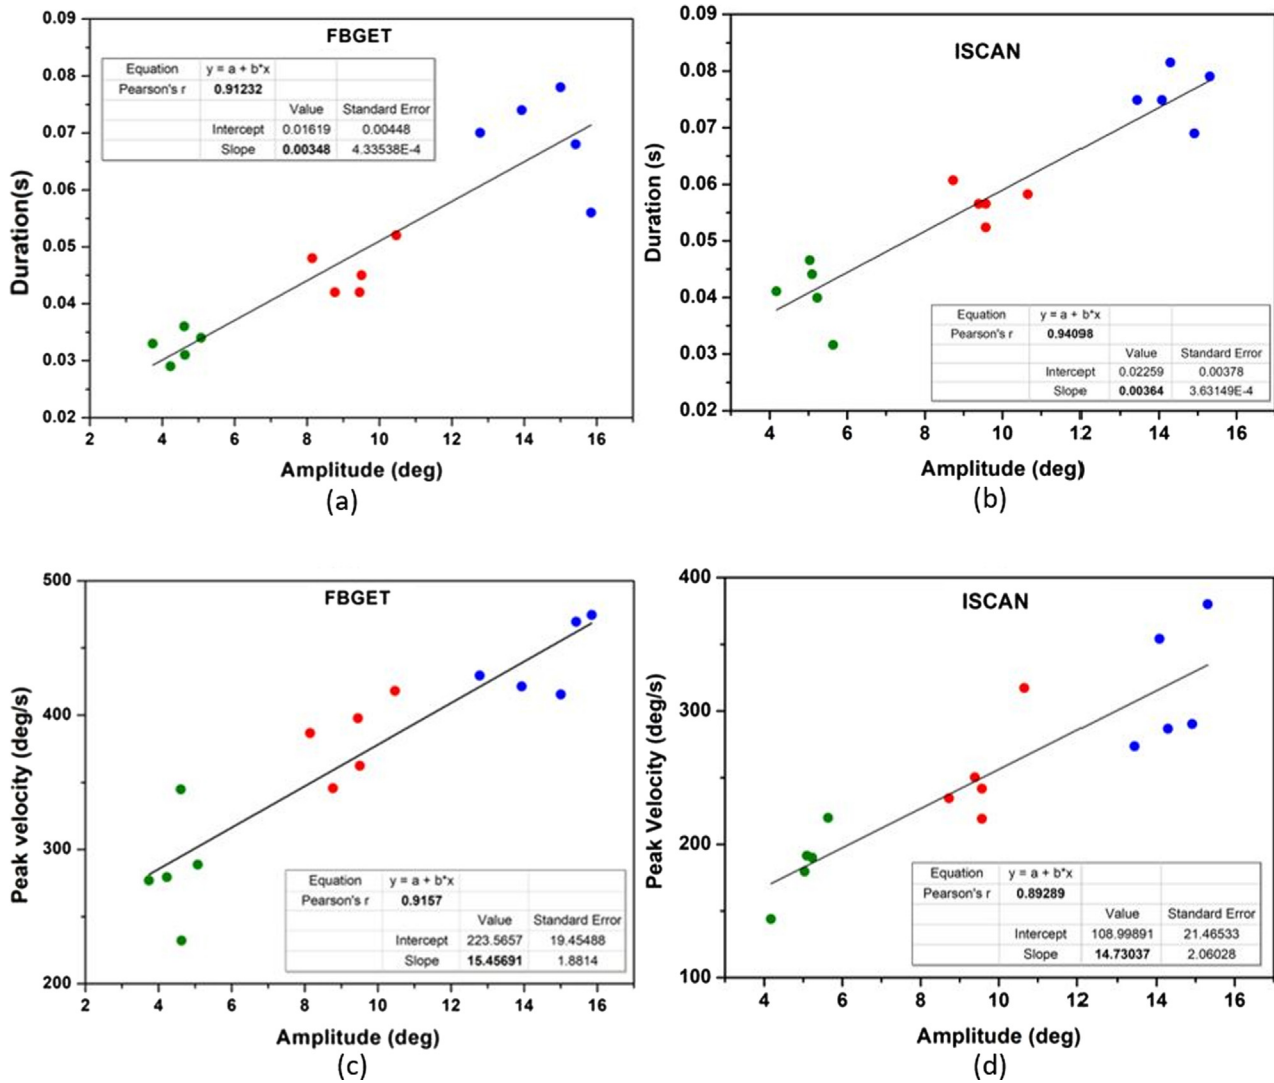 FBGET
0.09
0.08
0.07
0.06
0.05
0.04
0.03
0.02
Duration(s)
Equation y = a + b*x
Pearson's r 0.91232
Value Standard Error
Intercept 0.01619 0.00448
Slope 0.00348 4.33538E-4
2 4 6 8 10 12 14 16
Amplitude (deg)
(a)
ISCAN
0.09
0.08
0.07
0.06
0.05
0.04
0.03
0.02
Duration (s)
Equation y = a + b*x
Pearson's r 0.94098
Value Standard Error
Intercept 0.02259 0.00378
Slope 0.00364 3.63149E-4
4 6 8 10 12 14 16
Amplitude (deg)
(b)
FBGET
500
400
300
200
Peak velocity (deg/s)
Equation y = a + b*x
Pearson's r 0.9157
Value Standard Error
Intercept 223.5657 19.45488
Slope 15.45691 1.8814
2 4 6 8 10 12 14 16
Amplitude (deg)
(c)
ISCAN
400
300
200
100
Peak Velocity (deg/s)
Equation y = a + b*x
Pearson's r 0.89289
Value Standard Error
Intercept 108.99891 21.46533
Slope 14.73037 2.06028
4 6 8 10 12 14 16
Amplitude (deg)
(d)